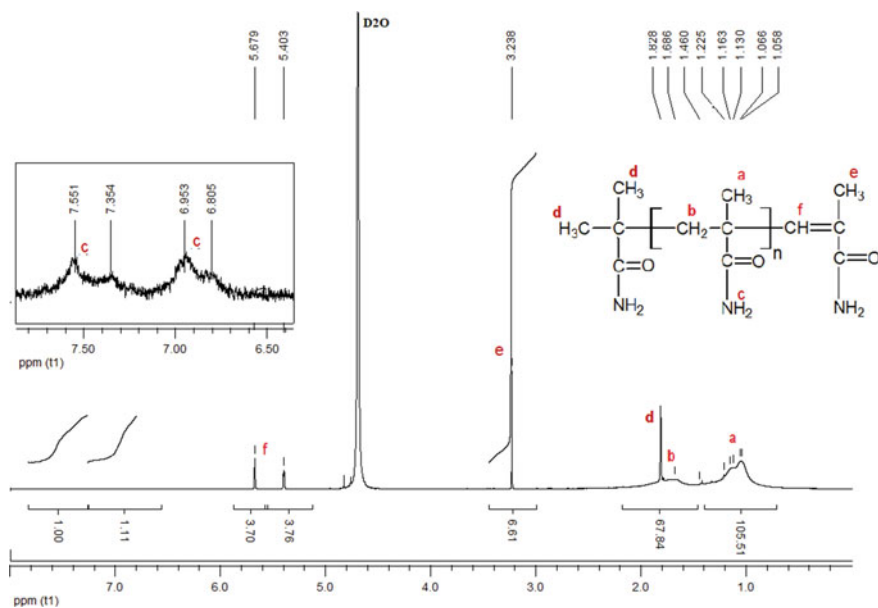 D2O
5.679
5.403
3.238
1.828
1.686
1.460
1.225
1.163
1.130
1.066
1.058
7.551
7.354
6.953
6.805
c
c
7.50
7.00
6.50
ppm (t1)
d
a
e
CH3
CH3
CH3
d
b
f
H3C
C
CH2
C
CH
C
n
C
O
C
O
C
O
NH2
c
NH2
NH2
e
f
d
b
a
1.00
1.11
3.70
3.76
6.61
67.84
105.51
7.0
6.0
5.0
4.0
3.0
2.0
1.0
ppm (t1)